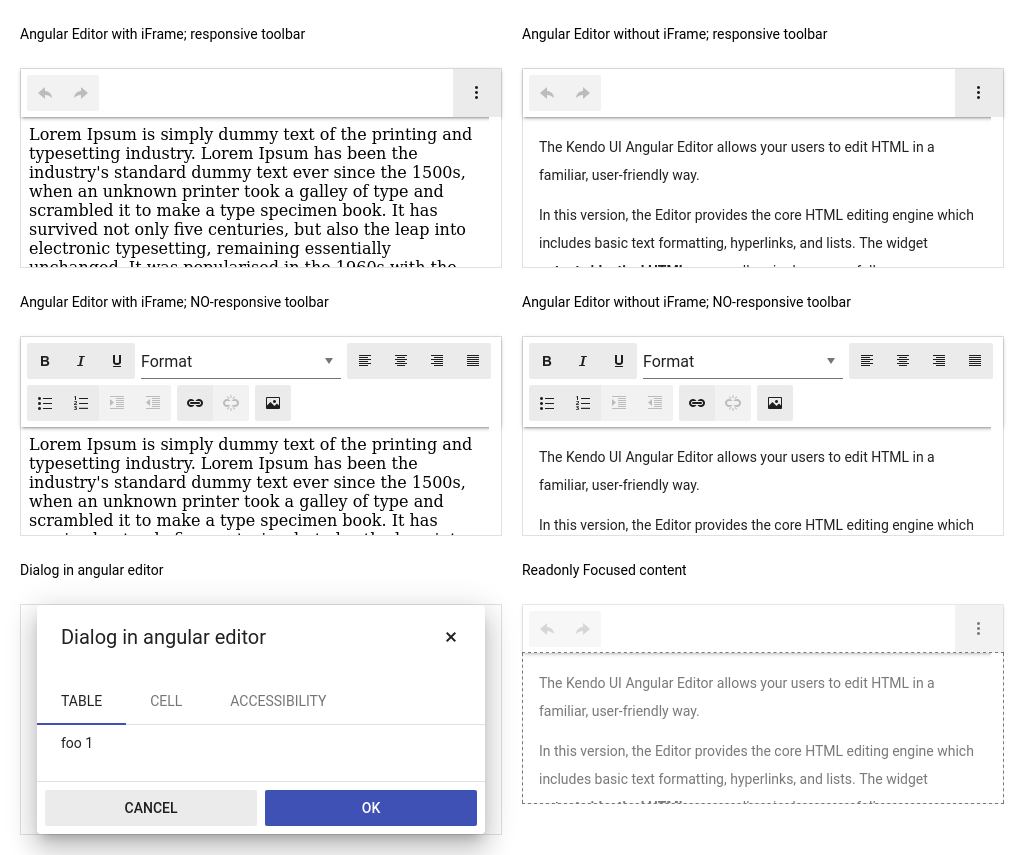 Angular Editor with iFrame; responsive toolbar
Lorem Ipsum is simply dummy text of the printing and
typesetting industry. Lorem Ipsum has been the
industry's standard dummy text ever since the 1500s,
when an unknown printer took a galley of type and
scrambled it to make a type specimen book. It has
survived not only five centuries, but also the leap into
electronic typesetting, remaining essentially
unchanged. It was popularised in the 1960s with the
Angular Editor without iFrame; responsive toolbar
The Kendo UI Angular Editor allows your users to edit HTML in a
familiar, user-friendly way.
In this version, the Editor provides the core HTML editing engine which
includes basic text formatting, hyperlinks, and lists. The widget
Angular Editor with iFrame; NO-responsive toolbar
B I U Format
Lorem Ipsum is simply dummy text of the printing and
typesetting industry. Lorem Ipsum has been the
industry's standard dummy text ever since the 1500s,
when an unknown printer took a galley of type and
scrambled it to make a type specimen book. It has
Angular Editor without iFrame; NO-responsive toolbar
B I U Format
The Kendo UI Angular Editor allows your users to edit HTML in a
familiar, user-friendly way.
In this version, the Editor provides the core HTML editing engine which
Dialog in angular editor
Dialog in angular editor
TABLE CELL ACCESSIBILITY
foo 1
CANCEL OK
Readonly Focused content
The Kendo UI Angular Editor allows your users to edit HTML in a
familiar, user-friendly way.
In this version, the Editor provides the core HTML editing engine which
includes basic text formatting, hyperlinks, and lists. The widget